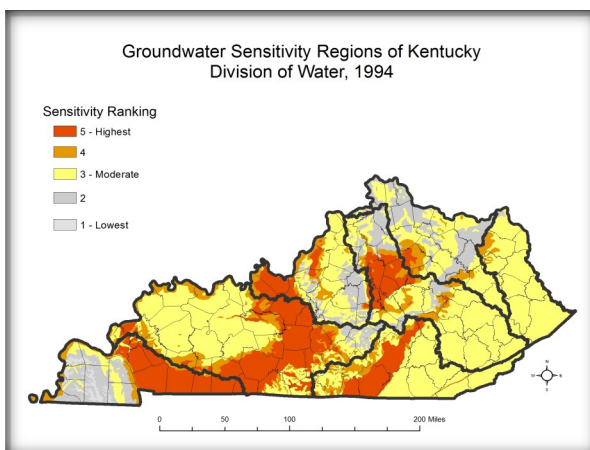 Groundwater Sensitivity Regions of Kentucky
Division of Water, 1994
Sensitivity Ranking
5 - Highest
4
3 - Moderate
2
1 - Lowest
N
W E
S
0 50 100 200 Miles